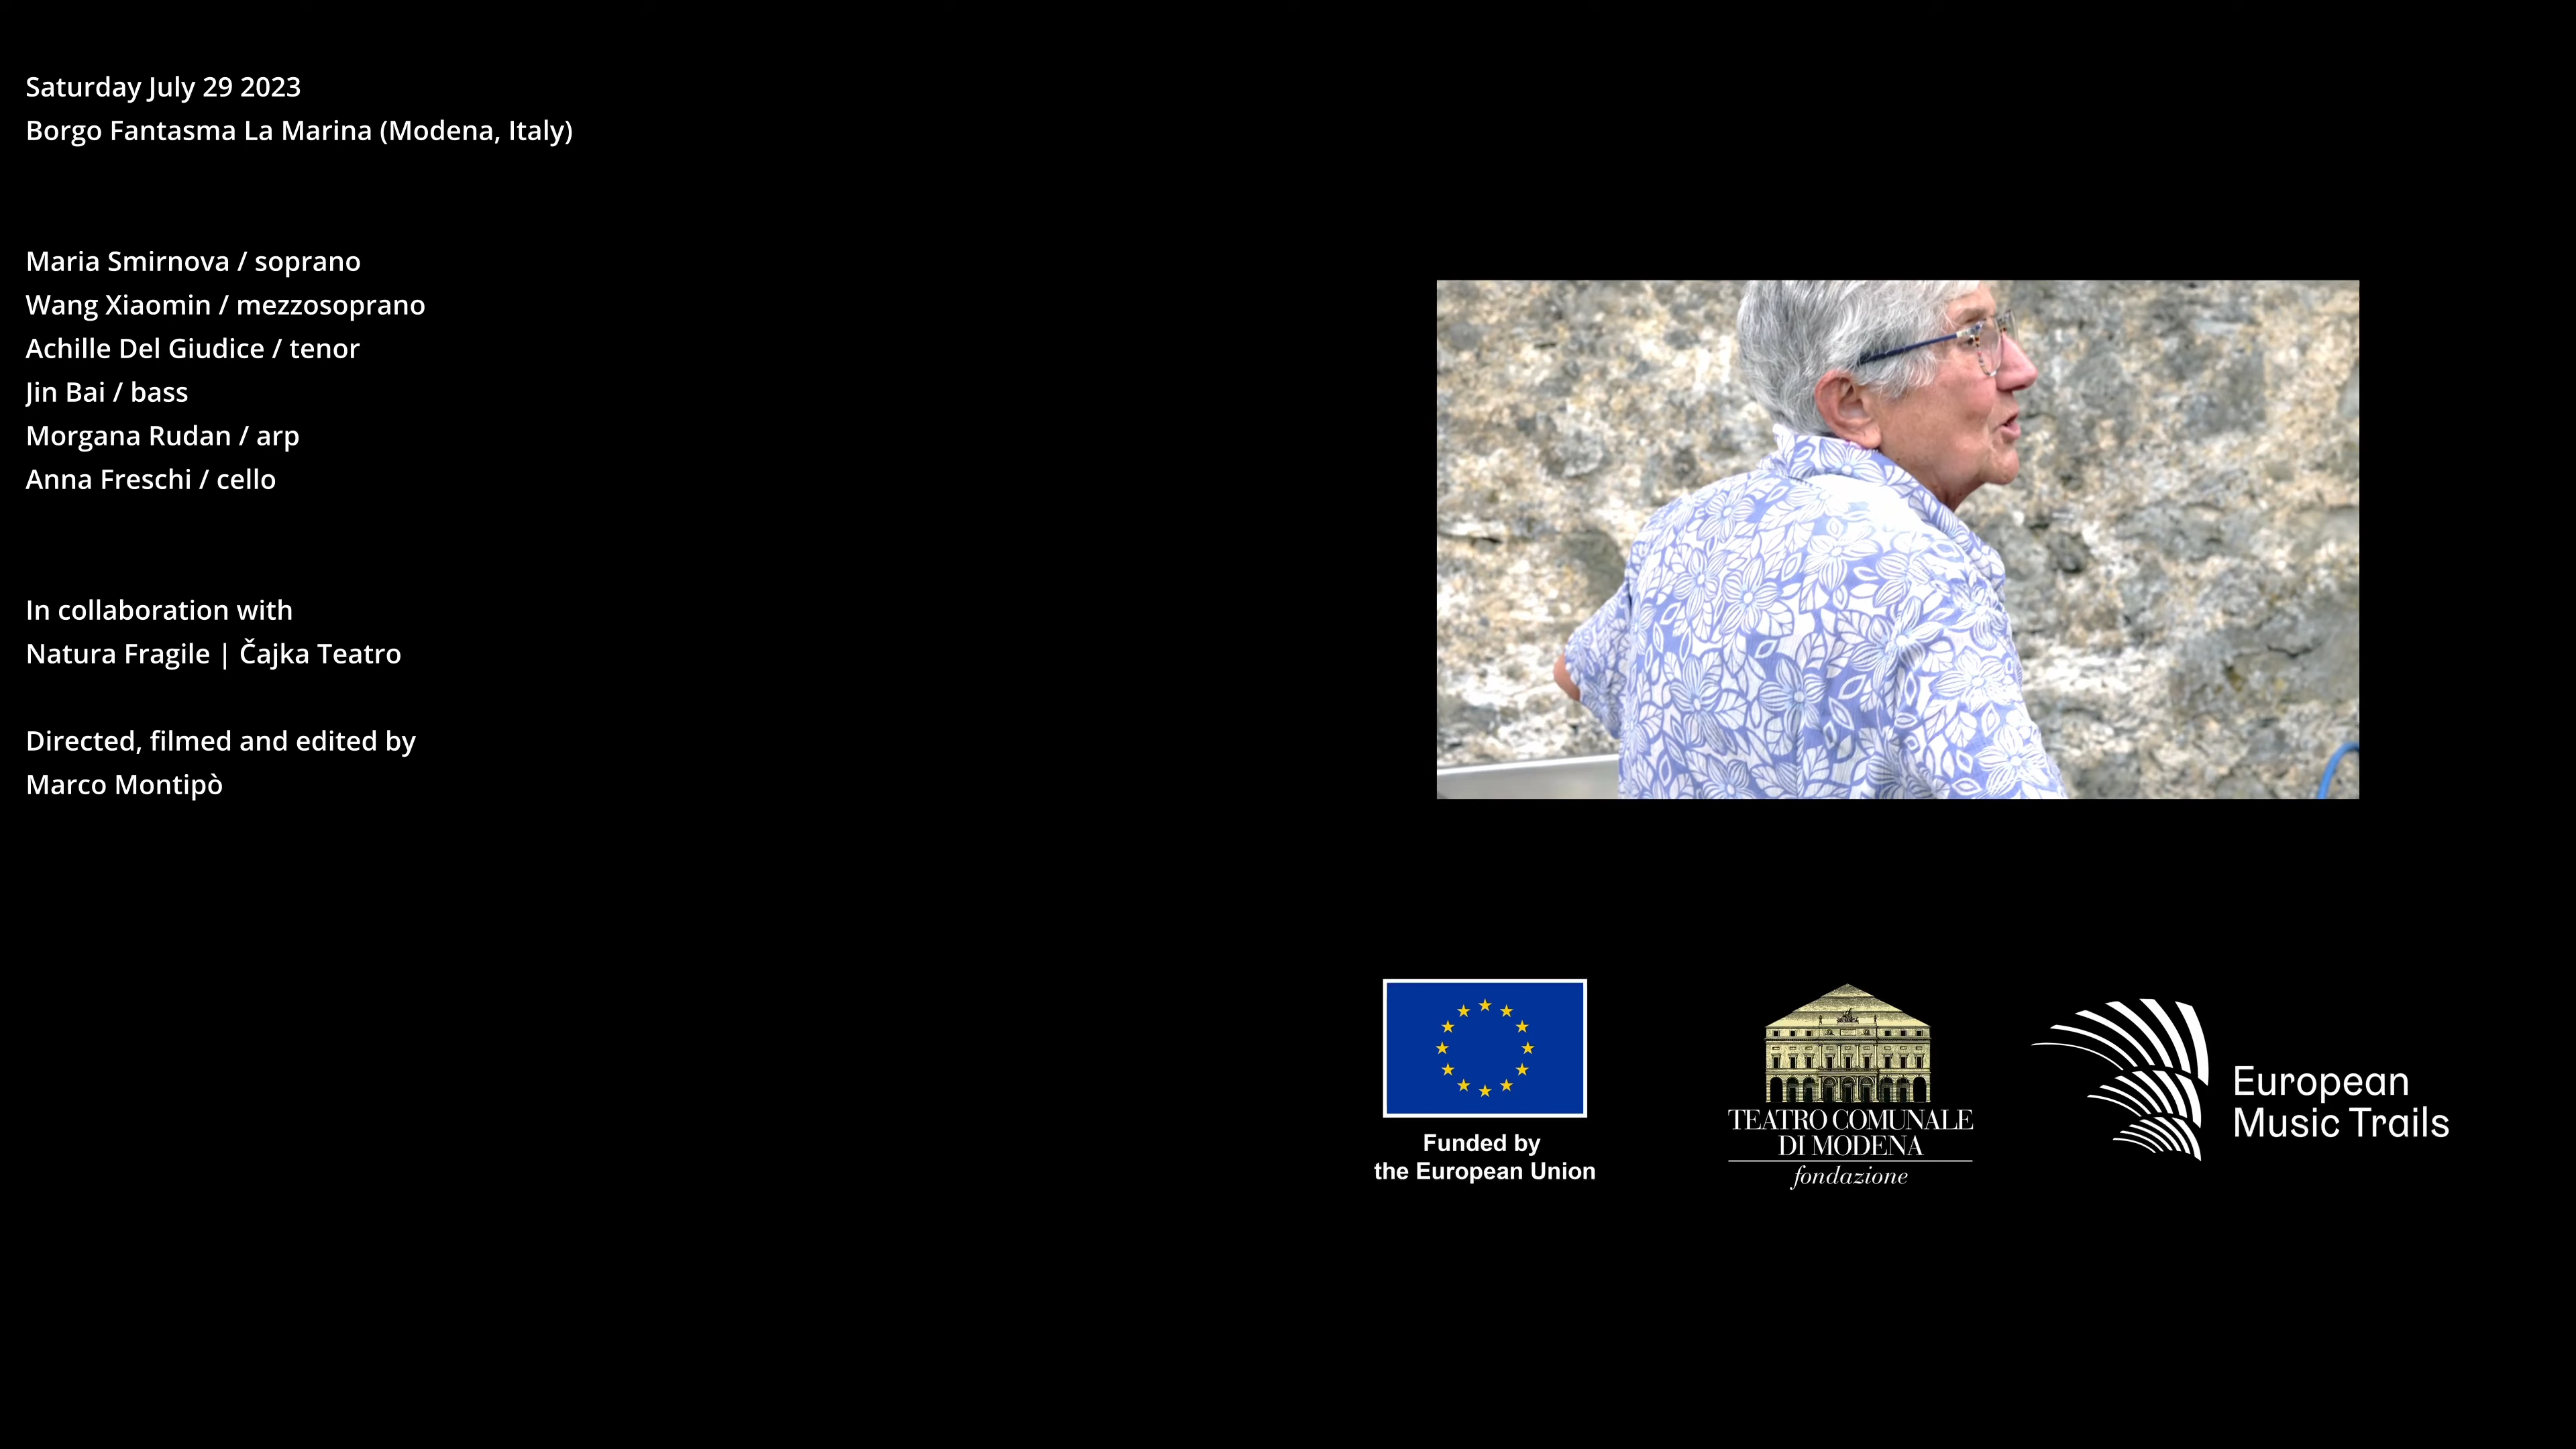 Saturday July 29 2023
Borgo Fantasma La Marina (Modena, Italy)
Maria Smirnova / soprano
Wang Xiaomin / mezzosoprano
Achille Del Giudice / tenor
Jin Bai / bass
Morgana Rudan / arp
Anna Freschi / cello
In collaboration with
Natura Fragile | Čajka Teatro
Directed, filmed and edited by
Marco Montipò
Funded by
the European Union
TEATRO COMUNALE
DI MODENA
fondazione
European
Music Trails